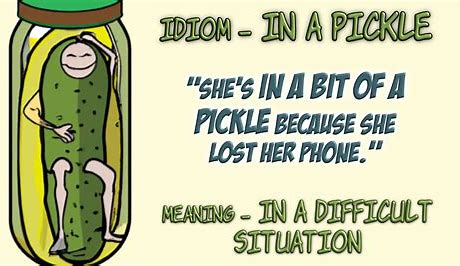 IDIOM - IN A PICKLE
"SHE'S IN A BIT OF A
PICKLE BECAUSE SHE
LOST HER PHONE."
MEANING - IN A DIFFICULT
SITUATION